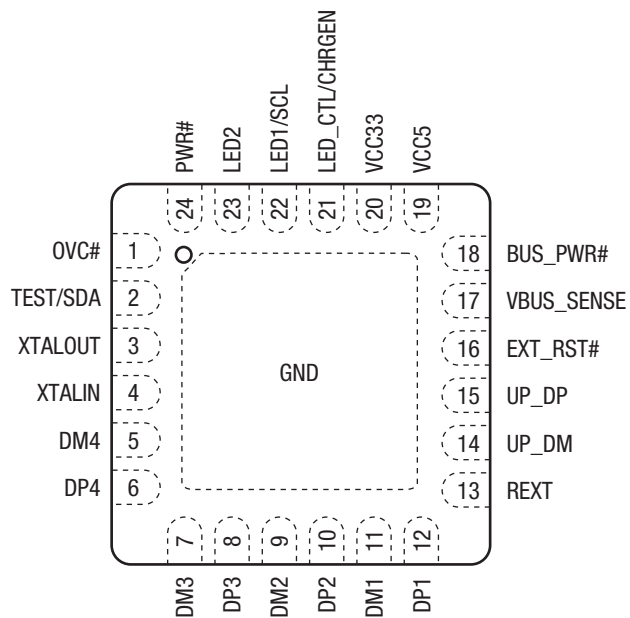 PWR#
LED2
LED1/SCL
LED_CTL/CHRGEN
VCC33
VCC5
24
23
22
21
20
19
OVC# 1
TEST/SDA 2
XTALOUT 3
XTALIN 4
DM4 5
DP4 6
GND
18 BUS_PWR#
17 VBUS_SENSE
16 EXT_RST#
15 UP_DP
14 UP_DM
13 REXT
7
8
9
10
11
12
DM3
DP3
DM2
DP2
DM1
DP1